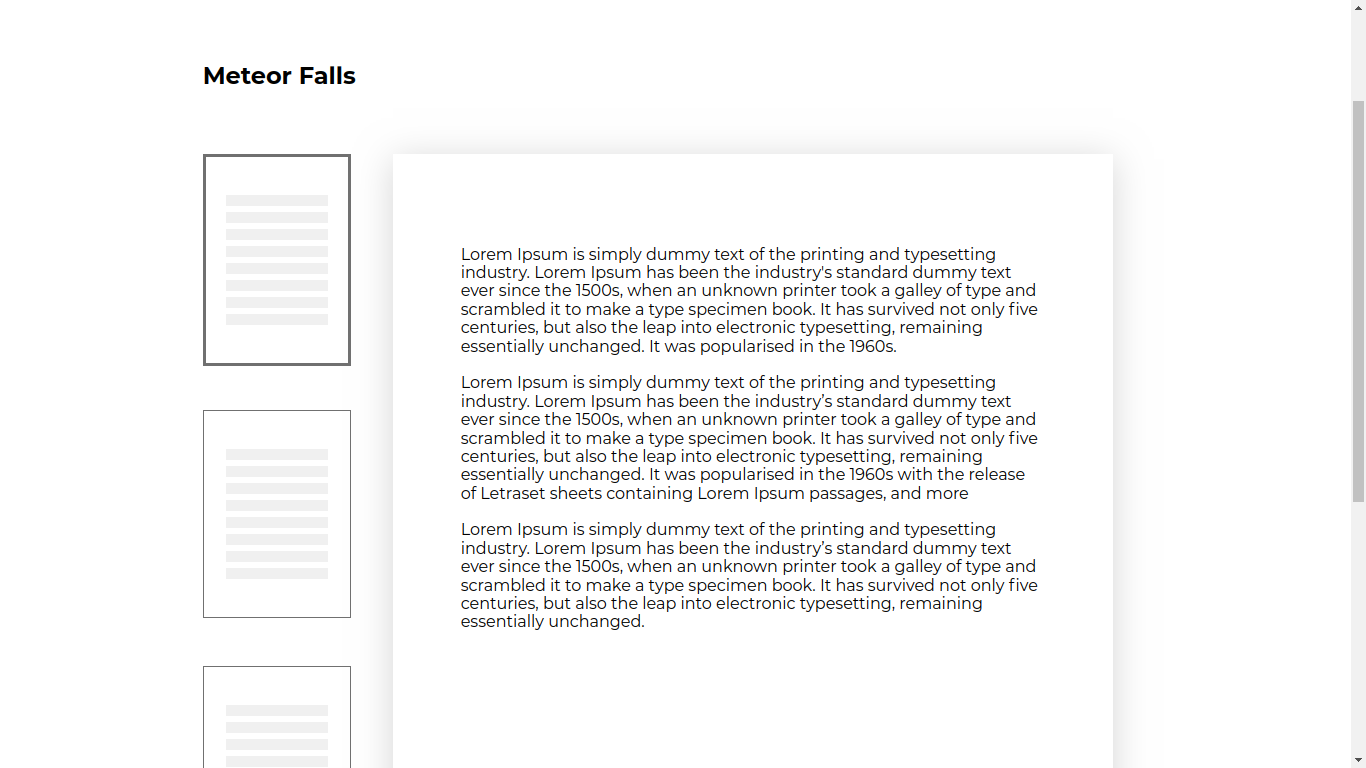 Meteor Falls
Lorem Ipsum is simply dummy text of the printing and typesetting
industry. Lorem Ipsum has been the industry's standard dummy text
ever since the 1500s, when an unknown printer took a galley of type and
scrambled it to make a type specimen book. It has survived not only five
centuries, but also the leap into electronic typesetting, remaining
essentially unchanged. It was popularised in the 1960s.
Lorem Ipsum is simply dummy text of the printing and typesetting
industry. Lorem Ipsum has been the industry’s standard dummy text
ever since the 1500s, when an unknown printer took a galley of type and
scrambled it to make a type specimen book. It has survived not only five
centuries, but also the leap into electronic typesetting, remaining
essentially unchanged. It was popularised in the 1960s with the release
of Letraset sheets containing Lorem Ipsum passages, and more
Lorem Ipsum is simply dummy text of the printing and typesetting
industry. Lorem Ipsum has been the industry’s standard dummy text
ever since the 1500s, when an unknown printer took a galley of type and
scrambled it to make a type specimen book. It has survived not only five
centuries, but also the leap into electronic typesetting, remaining
essentially unchanged.